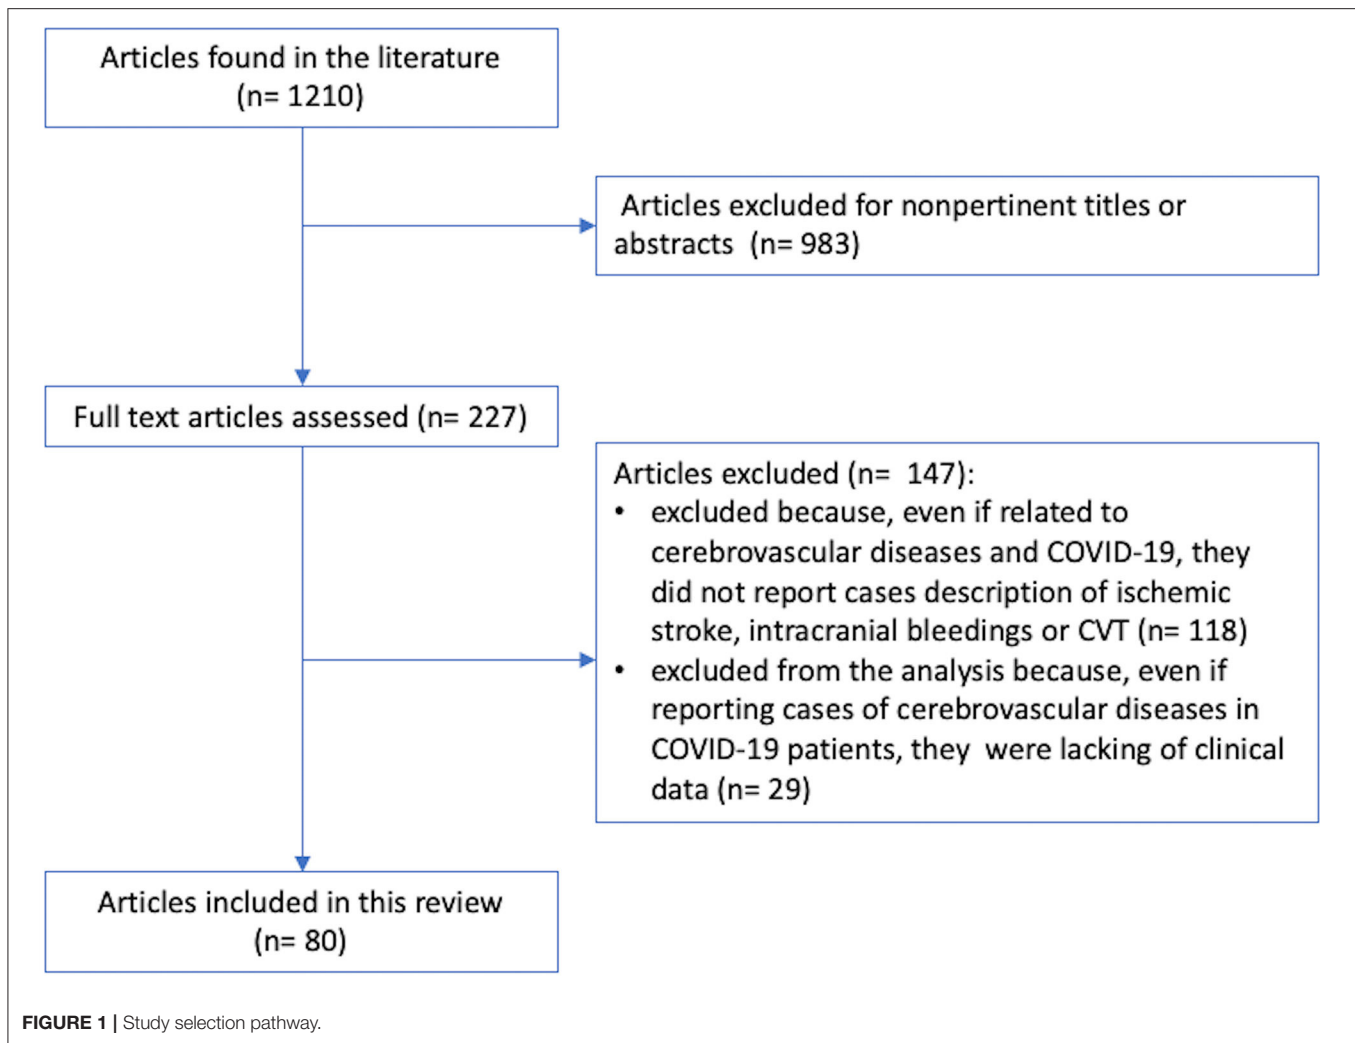 Articles found in the literature
(n= 1210)
Articles excluded for nonpertinent titles or
abstracts (n= 983)
Full text articles assessed (n= 227)
Articles excluded (n= 147):
• excluded because, even if related to
cerebrovascular diseases and COVID-19, they
did not report cases description of ischemic
stroke, intracranial bleedings or CVT (n= 118)
• excluded from the analysis because, even if
reporting cases of cerebrovascular diseases in
COVID-19 patients, they were lacking of clinical
data (n= 29)
Articles included in this review
(n= 80)
FIGURE 1 | Study selection pathway.